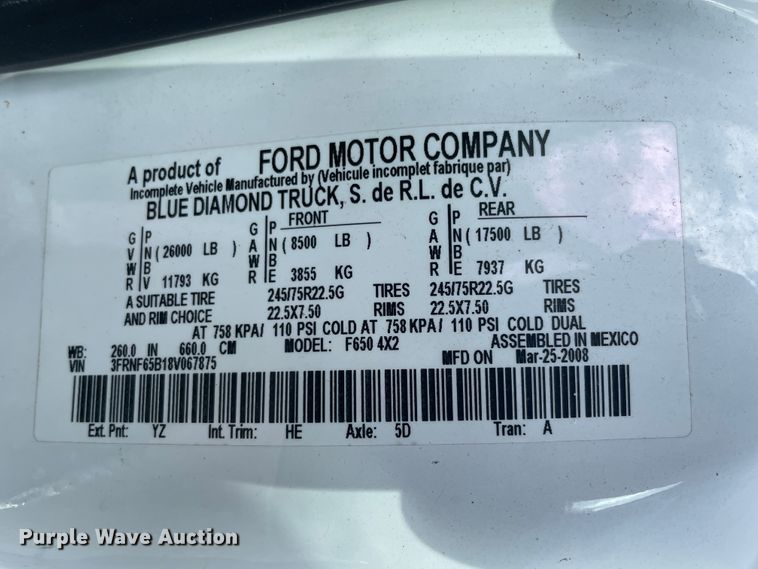 A product of FORD MOTOR COMPANY
Incomplete Vehicle Manufactured by (Vehicule incomplet fabrique par)
BLUE DIAMOND TRUCK, S. de R.L. de C.V.
FRONT REAR
G P G P G P
V N ( 26000 LB ) A N ( 8500 LB ) A N ( 17500 LB )
W B W B W B
R V 11793 KG R E 3855 KG R E 7937 KG
A SUITABLE TIRE 245/75R22.5G TIRES 245/75R22.5G
AND RIM CHOICE 22.5X7.50 RIMS 22.5X7.50
AT 758 KPA/ 110 PSI COLD AT 758 KPA/ 110 PSI COLD DUAL
WB: 260.0 IN 660.0 CM MODEL: F650 4X2 ASSEMBLED IN MEXICO
VIN 3FRNF65B18V067875 MFD ON Mar-25-2008
Ext. Pnt: YZ Int. Trim: HE Axle: 5D Tran: A
Purple Wave Auction